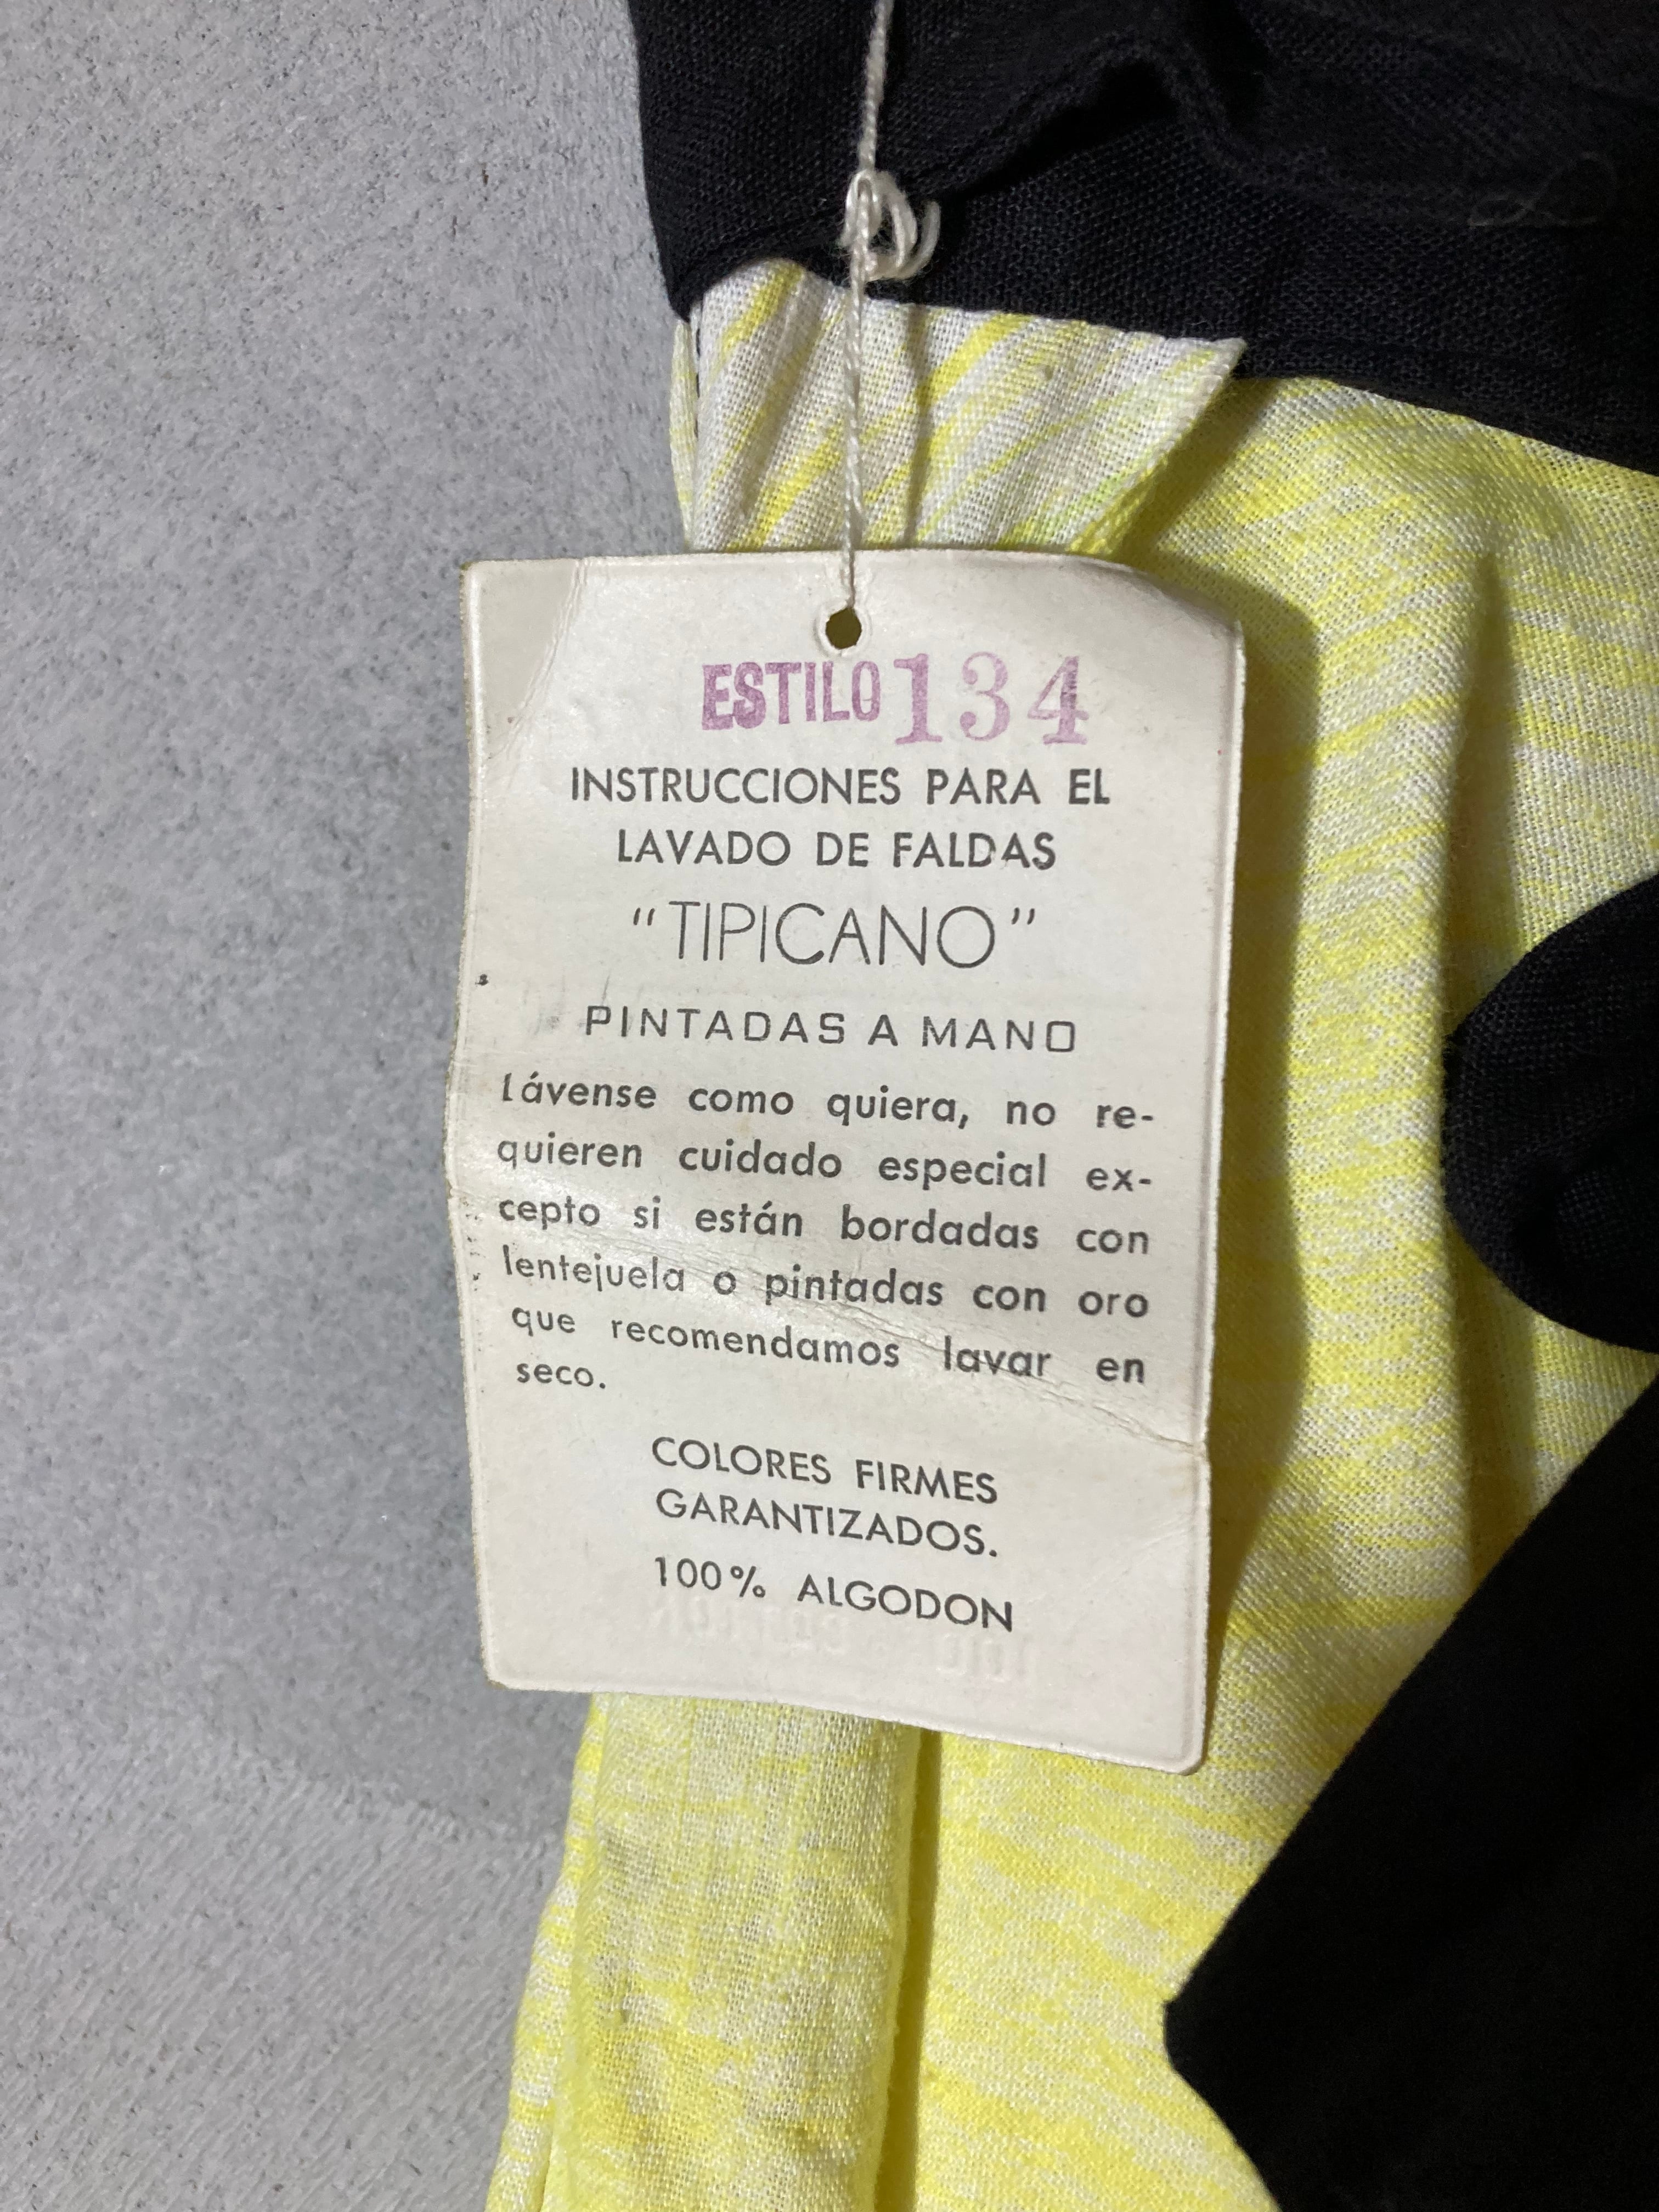 ESTILO 134
INSTRUCCIONES PARA EL
LAVADO DE FALDAS
"TIPICANO"
PINTADAS A MANO
Lávense como quiera, no re-
quieren cuidado especial ex-
cepto si están bordadas con
lentejuela o pintadas con oro
que recomendamos lavar en
seco.
COLORES FIRMES
GARANTIZADOS.
100% ALGODON